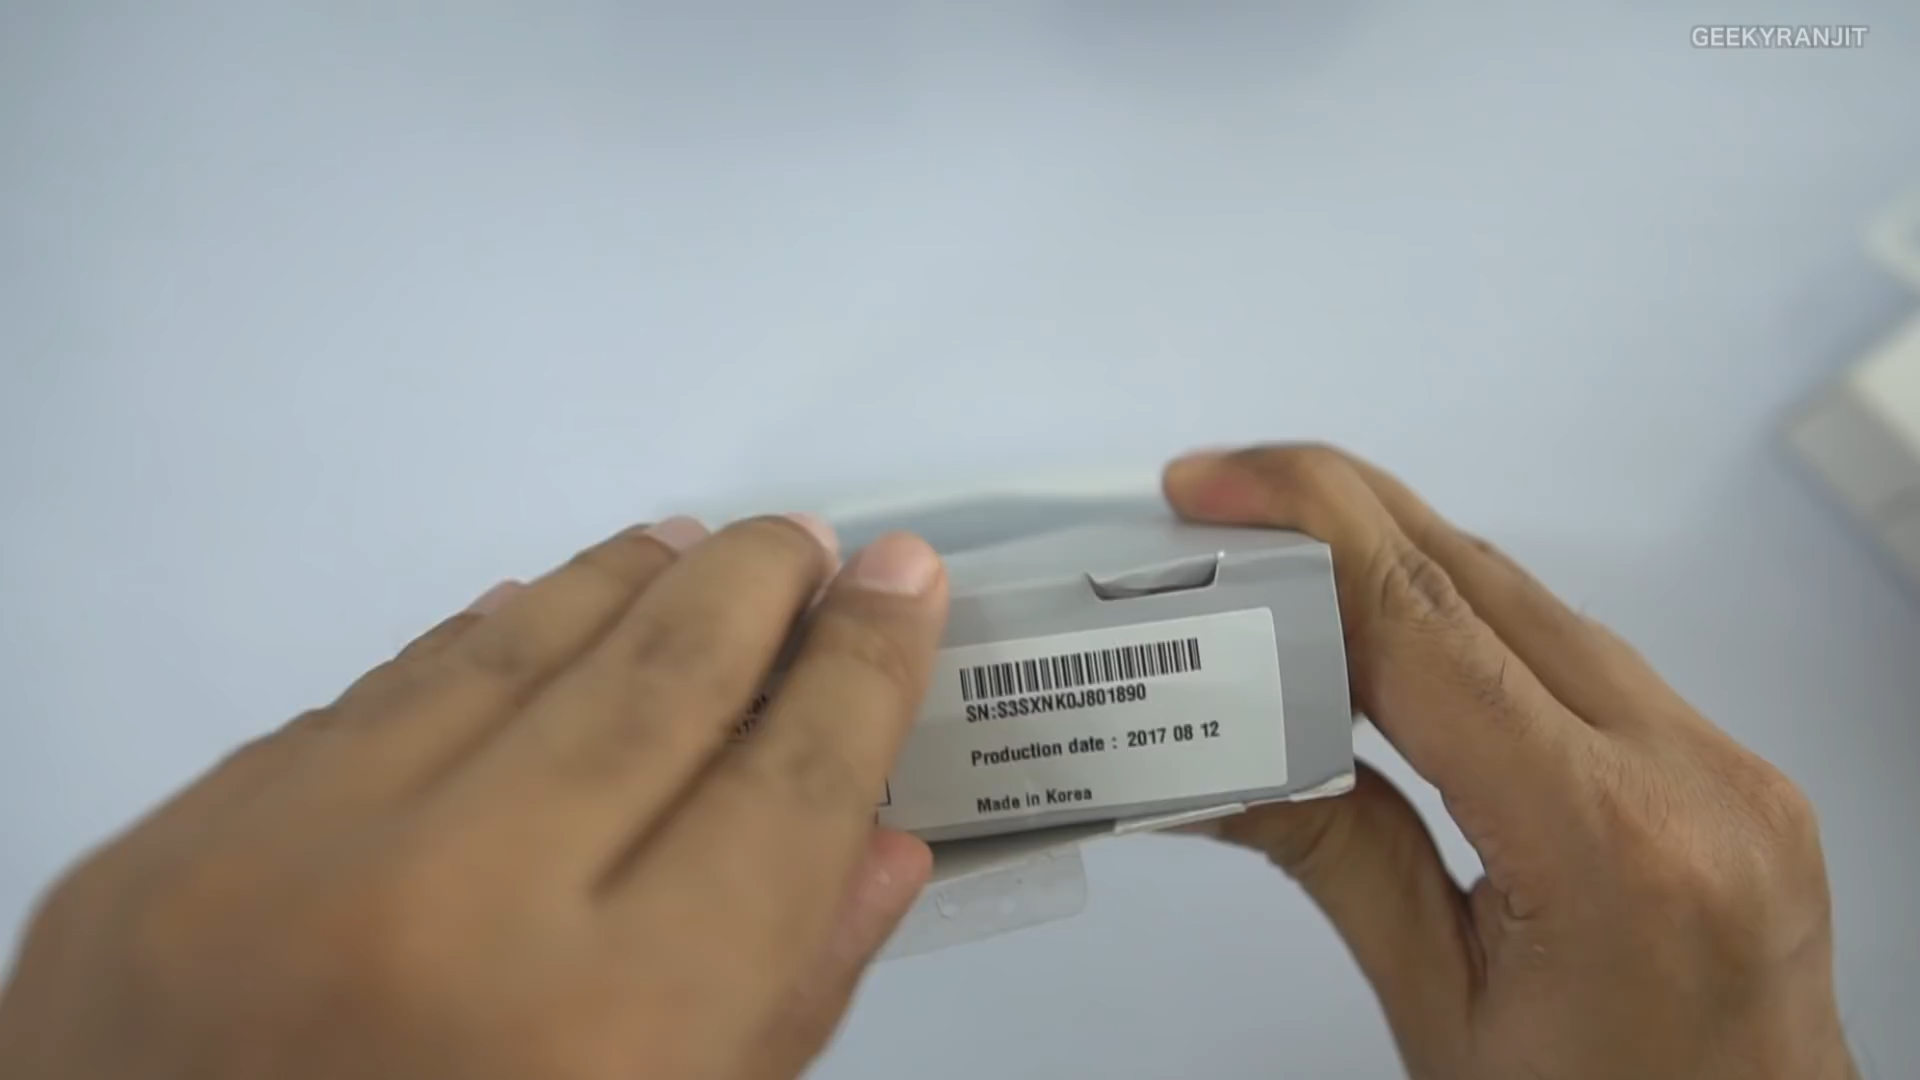 GEEKYRANJIT
SN:S3SXNK0J801890
Production date : 2017 08 12
Made in Korea